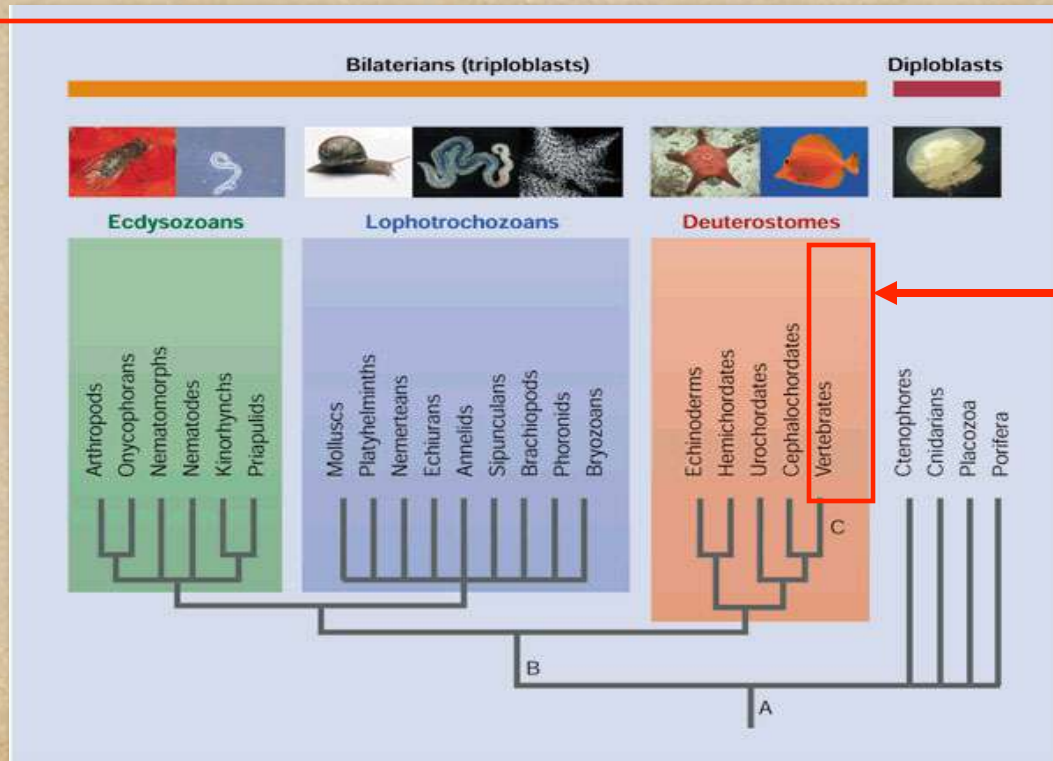 Bilaterians (triploblasts)
Diploblasts
Ecdysozoans
Lophotrochozoans
Deuterostomes
Arthropods
Onycophorans
Nematomorphs
Nematodes
Kinorhynchs
Priapulids
Molluscs
Platyhelminths
Nemerteans
Echiurans
Annelids
Sipunculans
Brachiopods
Phoronids
Bryozoans
Echinoderms
Hemichordates
Urochordates
Cephalochordates
Vertebrates
Ctenophores
Cnidarians
Placozoa
Porifera
C
B
A